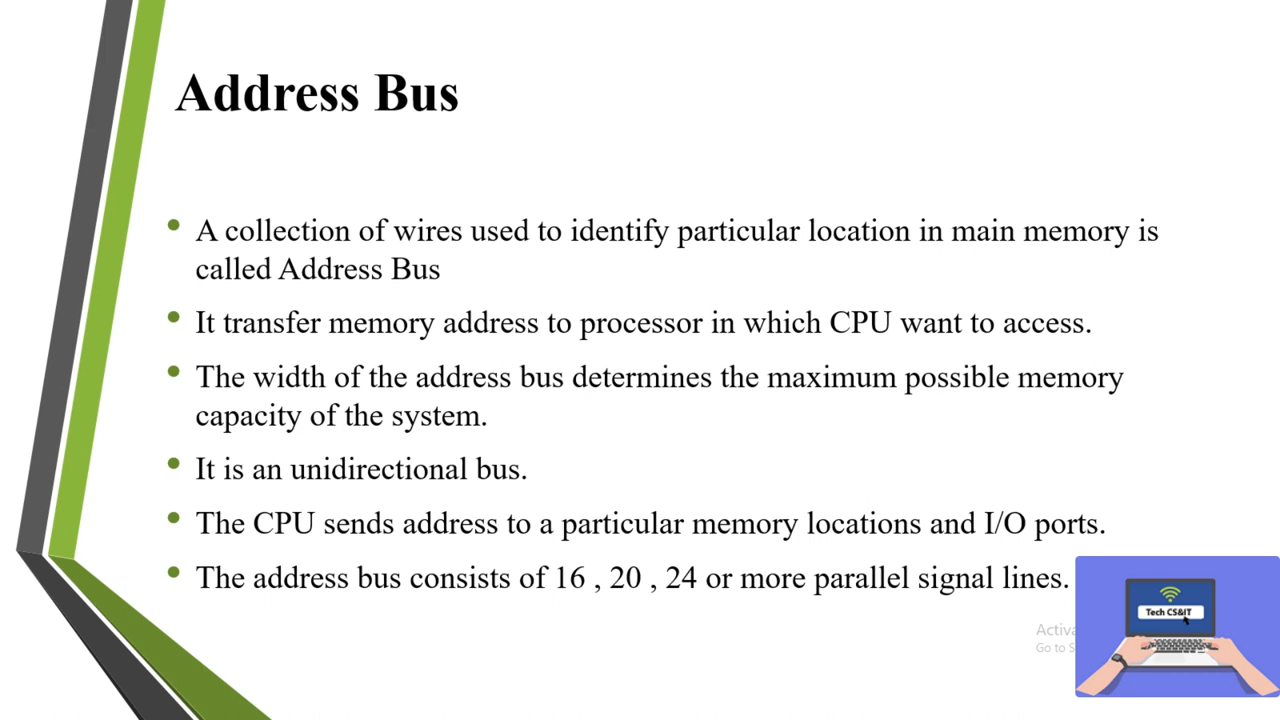 Address Bus
A collection of wires used to identify particular location in main memory is
called Address Bus
It transfer memory address to processor in which CPU want to access.
The width of the address bus determines the maximum possible memory
capacity of the system.
It is an unidirectional bus.
The CPU sends address to a particular memory locations and I/O ports.
The address bus consists of 16 , 20 , 24 or more parallel signal lines.
Tech CS&IT
Go to